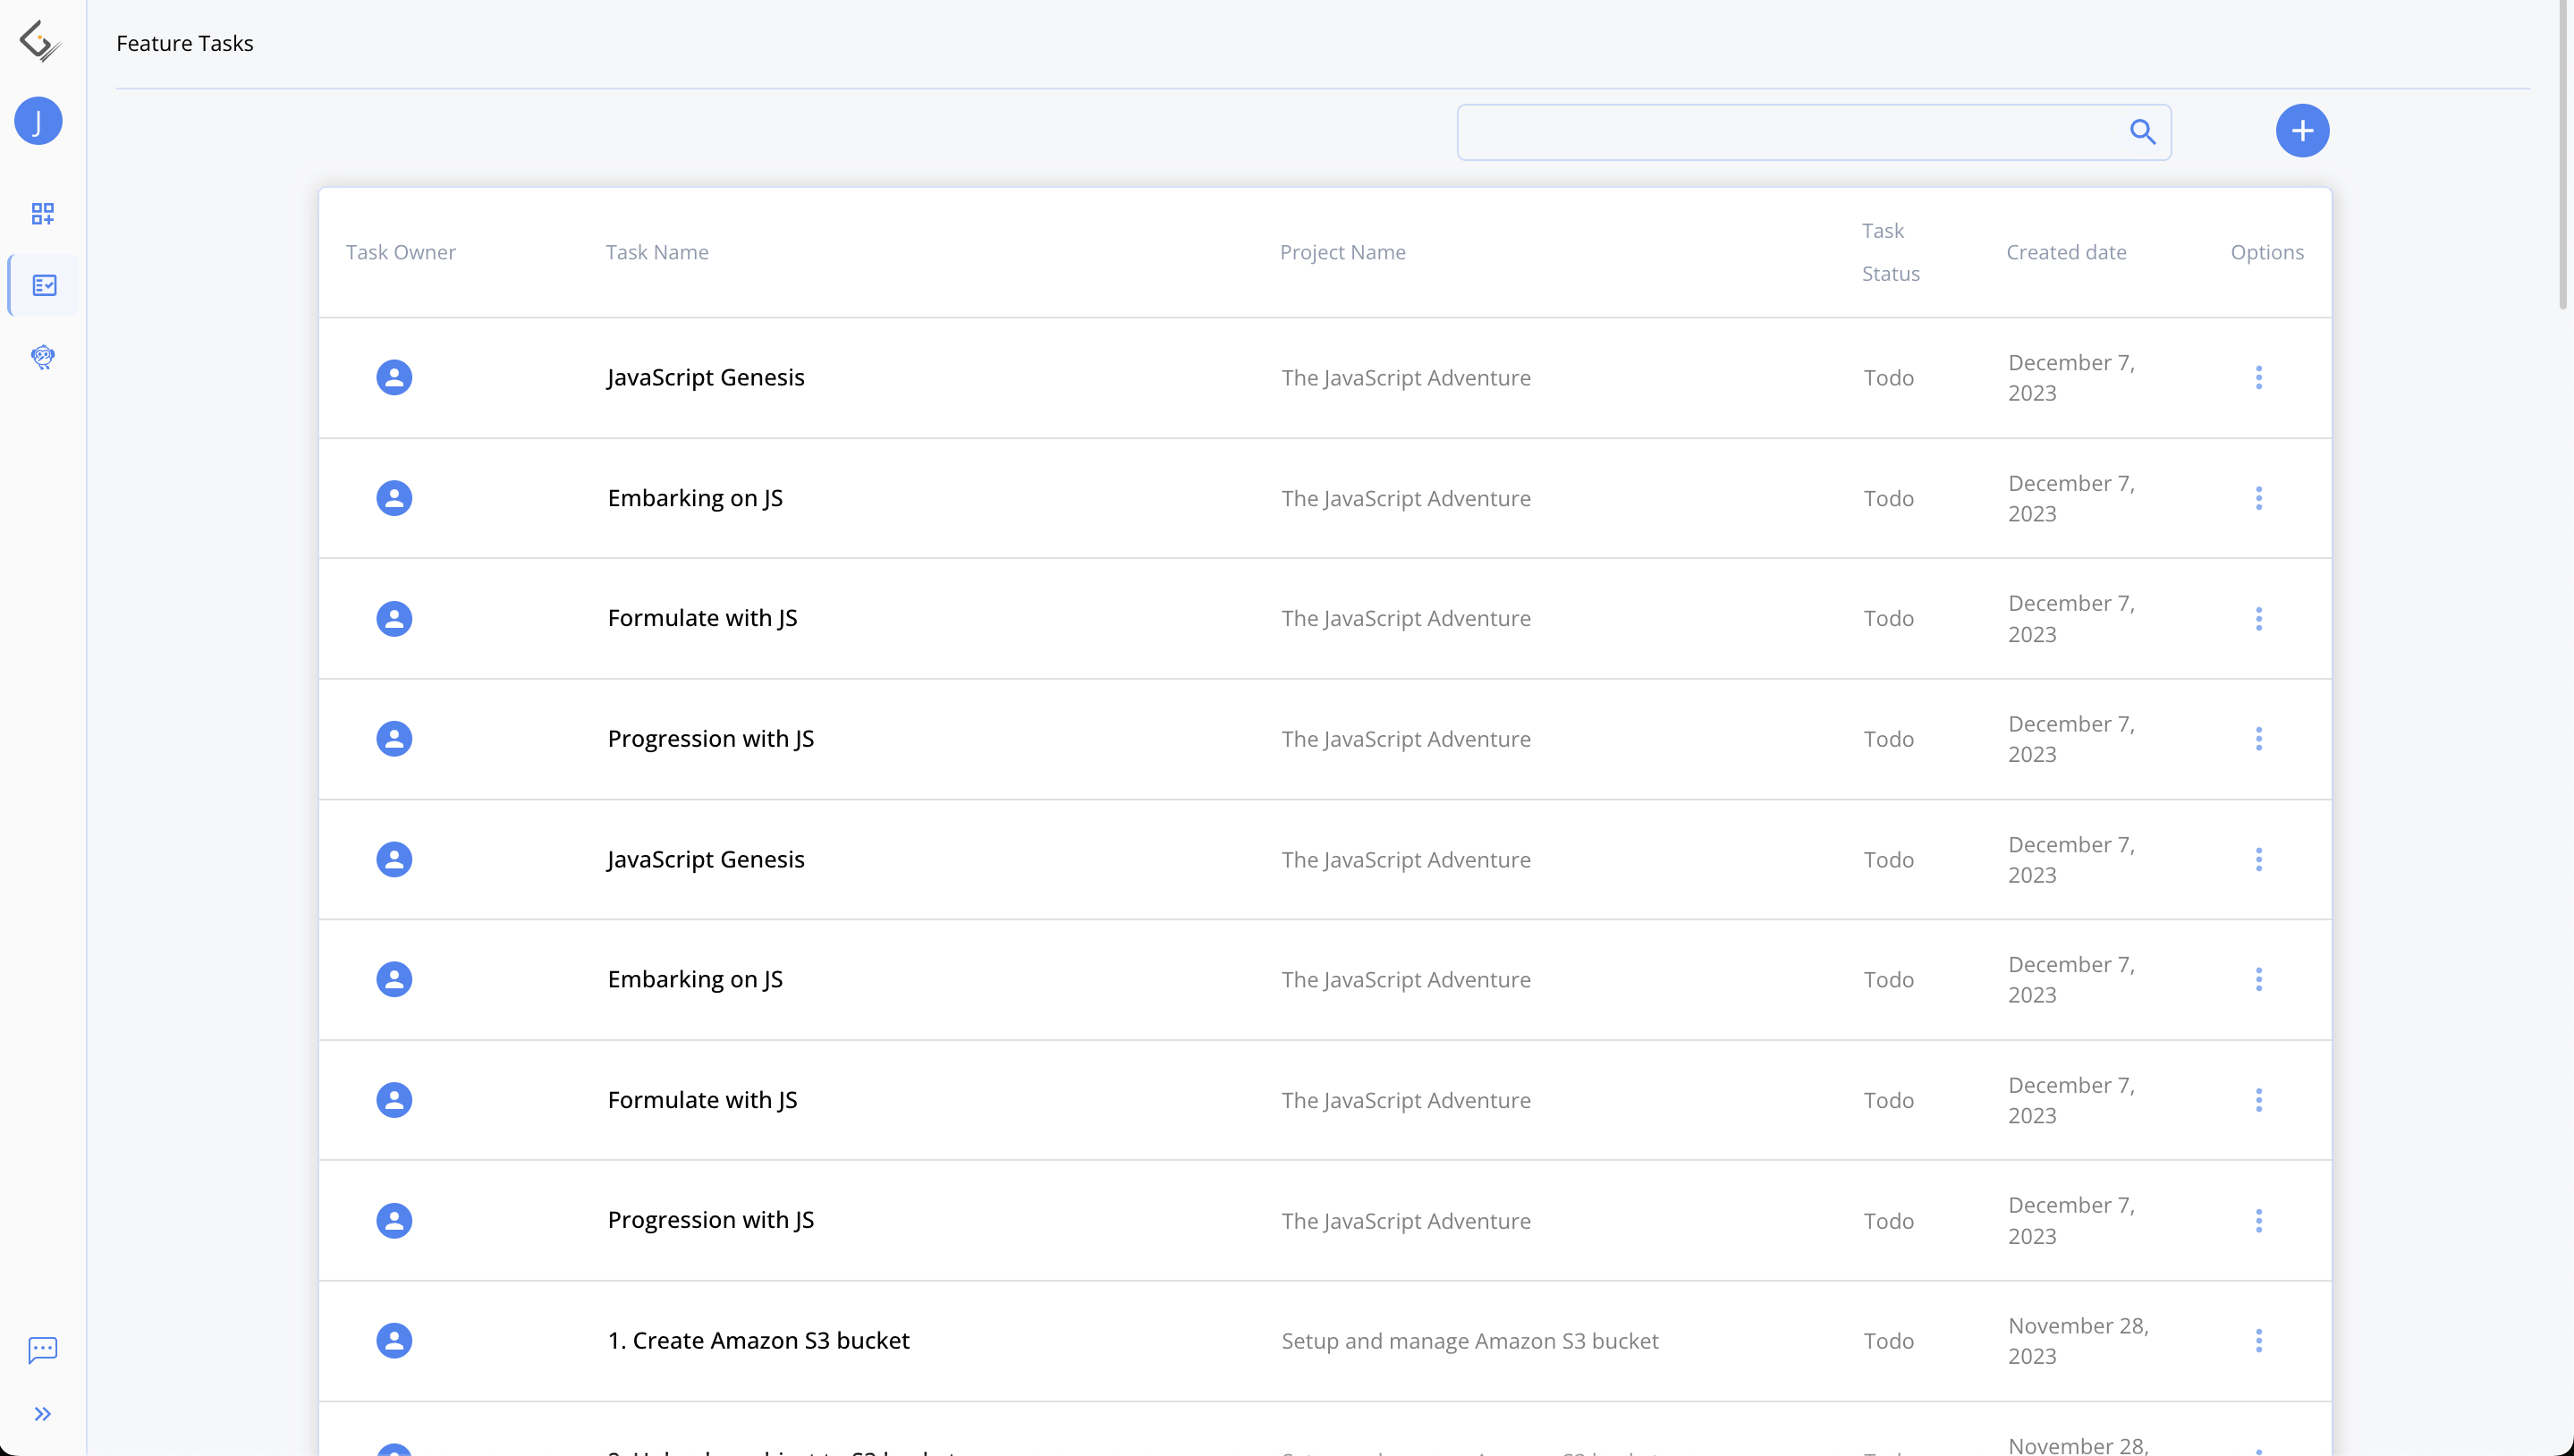 Feature Tasks
J
Task Owner Task Name Project Name Task Status Created date Options
JavaScript Genesis The JavaScript Adventure Todo December 7, 2023
Embarking on JS The JavaScript Adventure Todo December 7, 2023
Formulate with JS The JavaScript Adventure Todo December 7, 2023
Progression with JS The JavaScript Adventure Todo December 7, 2023
JavaScript Genesis The JavaScript Adventure Todo December 7, 2023
Embarking on JS The JavaScript Adventure Todo December 7, 2023
Formulate with JS The JavaScript Adventure Todo December 7, 2023
Progression with JS The JavaScript Adventure Todo December 7, 2023
1. Create Amazon S3 bucket Setup and manage Amazon S3 bucket Todo November 28, 2023
November 28,